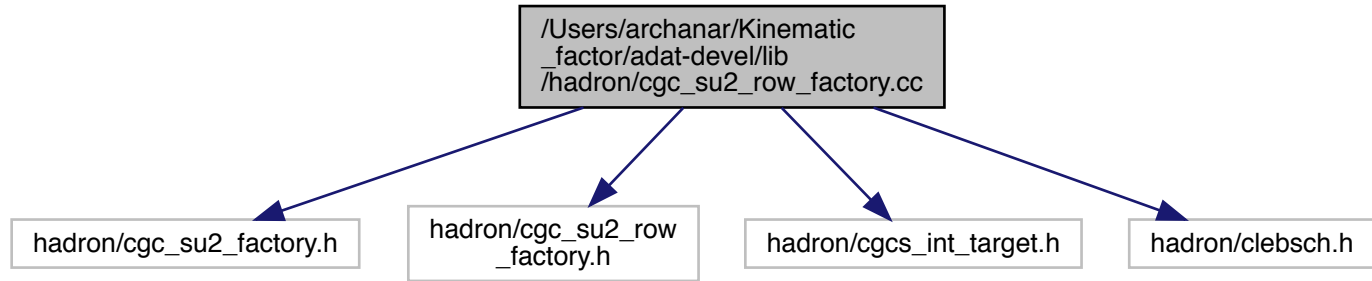 /Users/archanar/Kinematic
_factor/adat-devel/lib
/hadron/cgc_su2_row_factory.cc
hadron/cgc_su2_factory.h
hadron/cgc_su2_row
_factory.h
hadron/cgcs_int_target.h
hadron/clebsch.h